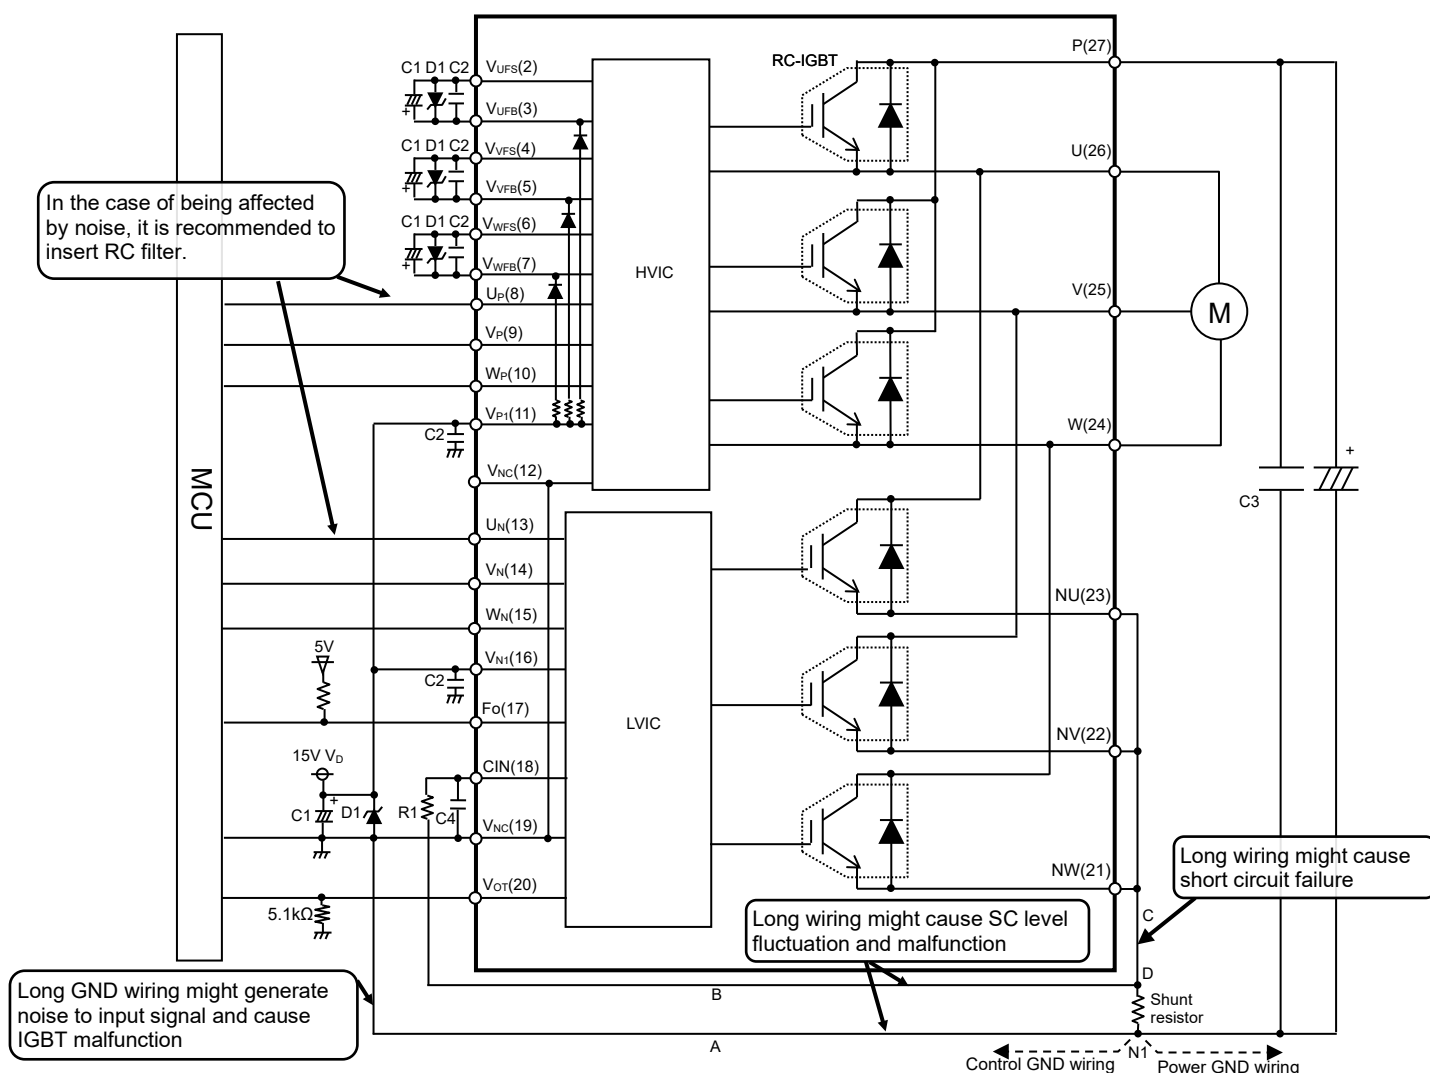 P(27)
RC-IGBT
C1 D1 C2
VUFS(2)
+
VUFB(3)
C1 D1 C2
VVFS(4)
+
VVFB(5)
C1 D1 C2
VWFS(6)
+
VWFB(7)
U(26)
In the case of being affected
by noise, it is recommended to
insert RC filter.
HVIC
UP(8)
V(25)
M
VP(9)
WP(10)
VP1(11)
C2
W(24)
+
VNC(12)
C3
MCU
UN(13)
VN(14)
NU(23)
WN(15)
5V
VN1(16)
C2
Fo(17)
LVIC
NV(22)
15V VD
CIN(18)
+
C1
D1
R1
C4
VNC(19)
Long wiring might cause
short circuit failure
NW(21)
VOT(20)
5.1kΩ
Long wiring might cause SC level
fluctuation and malfunction
C
D
Long GND wiring might generate
noise to input signal and cause
IGBT malfunction
B
Shunt
resistor
A
N1
Control GND wiring
Power GND wiring